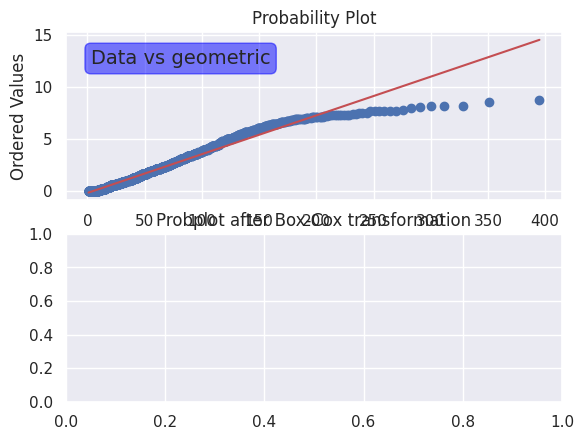 Probability Plot
15
Data vs geometric
10
5
0
Ordered Values
0 50 100 150 200 250 300 350 400
Probplot after Box-Cox transformation
1.0
0.8
0.6
0.4
0.2
0.0
0.0 0.2 0.4 0.6 0.8 1.0